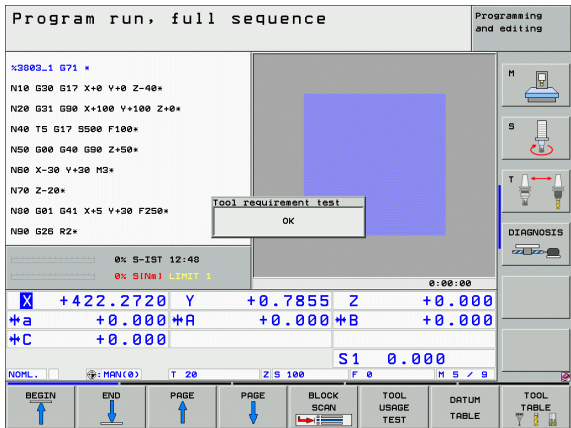 Program run, full sequence
Programming
and editing
%3803_1 G71 *
N10 G30 G17 X+0 Y+0 Z-40*
N20 G31 G90 X+100 Y+100 Z+0*
N40 T5 G17 S500 F100*
N50 G00 G40 G90 Z+50*
N60 X-30 Y+30 M3*
N70 Z-20*
N80 G01 G41 X+5 Y+30 F250*
N90 G26 R2*
Tool requirement test
OK
0% S-IST 12:48
0% S[Nm] LIMIT 1
0:00:00
X +422.2720 Y +0.7855 Z +0.000
a +0.000 A +0.000 B +0.000
C +0.000
S1 0.000
NOML. : MAN(0) T 20 Z S 100 F 0 M 5 / 9
M
S
T
DIAGNOSIS
BEGIN
END
PAGE
PAGE
BLOCK
SCAN
TOOL
USAGE
TEST
DATUM
TABLE
TOOL
TABLE